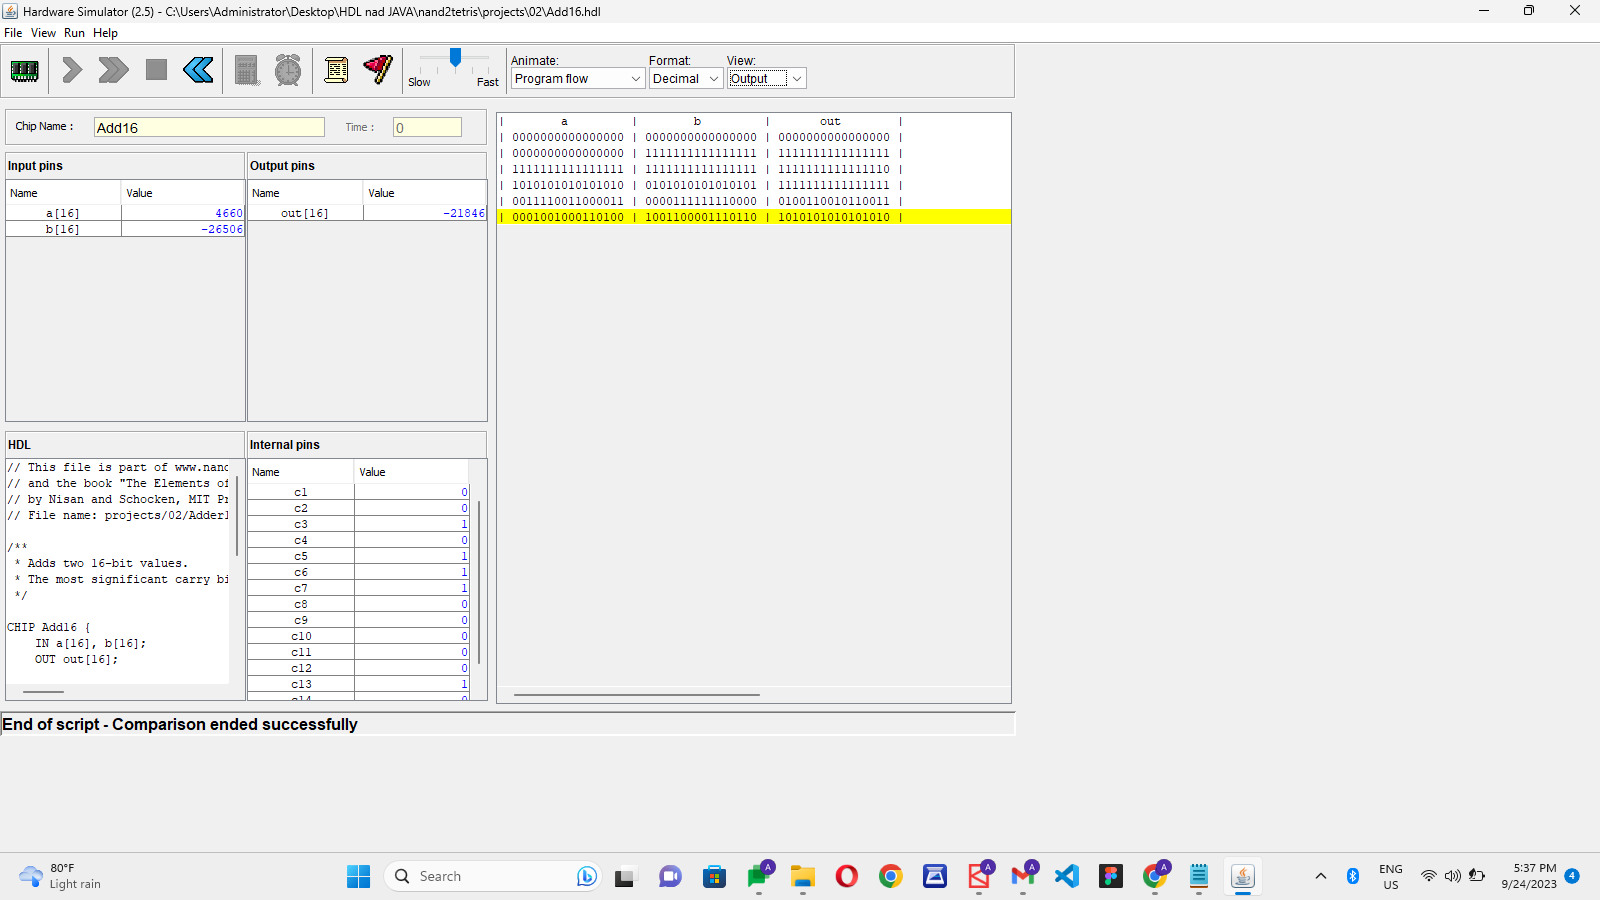 Hardware Simulator (2.5) - C:\Users\Administrator\Desktop\HDL nad JAVA\nand2tetris\projects\02\Add16.hdl
File View Run Help
Slow Fast
Animate: Format: View:
Program flow Decimal Output
Chip Name : Add16 Time : 0
Input pins
Name Value
a[16] 4660
b[16] -26506
Output pins
Name Value
out[16] -21846
| a | b | out |
| 0000000000000000 | 0000000000000000 | 0000000000000000 |
| 0000000000000000 | 1111111111111111 | 1111111111111111 |
| 1111111111111111 | 1111111111111111 | 1111111111111110 |
| 1010101010101010 | 0101010101010101 | 1111111111111111 |
| 0011110011000011 | 0000111111110000 | 0100110010110011 |
| 0001001000110100 | 1001100001110110 | 1010101010101010 |
HDL
// This file is part of www.nand
// and the book "The Elements of
// by Nisan and Schocken, MIT Pr
// File name: projects/02/Adder1
/**
* Adds two 16-bit values.
* The most significant carry bi
*/
CHIP Add16 {
IN a[16], b[16];
OUT out[16];
Internal pins
Name Value
c1 0
c2 0
c3 1
c4 0
c5 1
c6 1
c7 1
c8 0
c9 0
c10 0
c11 0
c12 0
c13 1
c14 0
End of script - Comparison ended successfully
80°F
Light rain
Search
A A A A
ENG
US
5:37 PM
9/24/2023
4